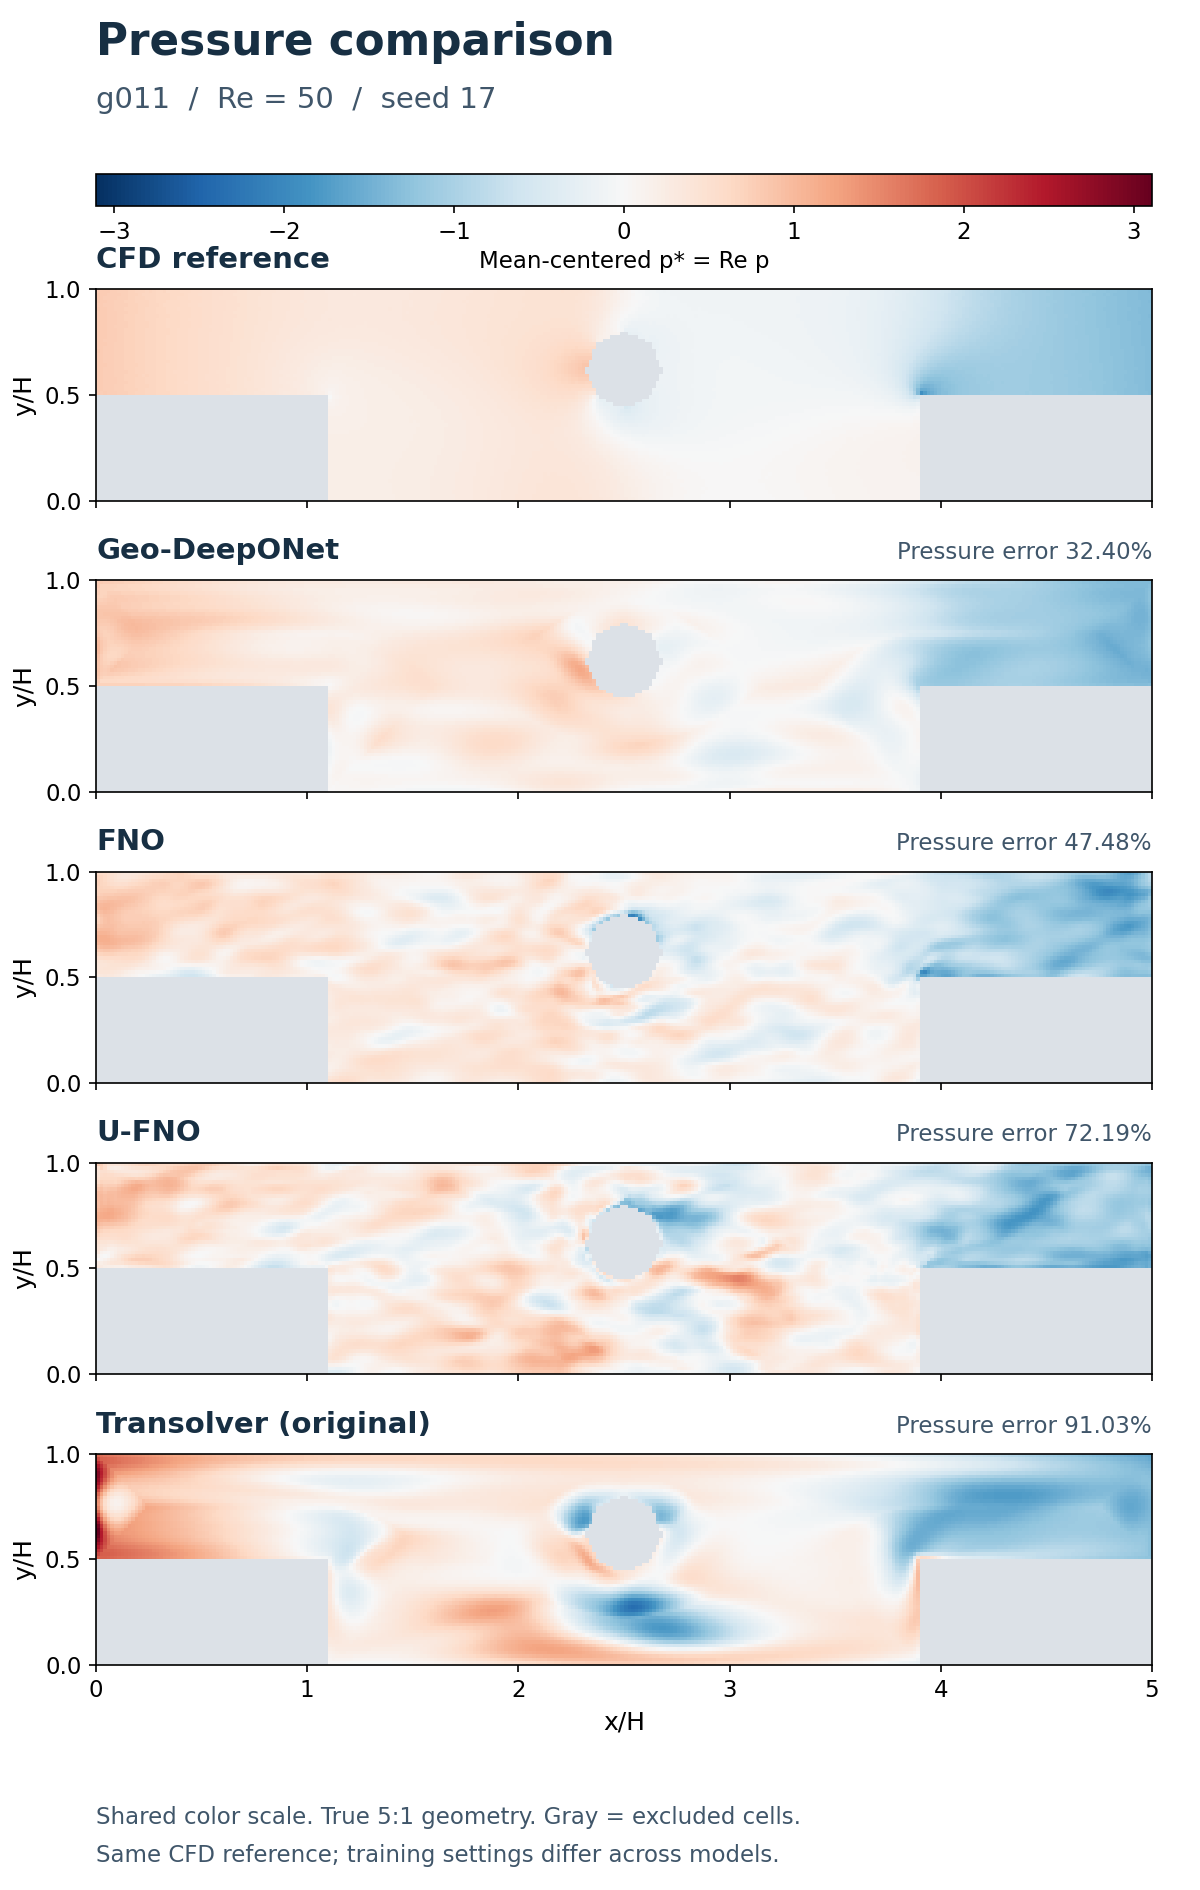 Pressure comparison
g011 / Re = 50 / seed 17
−3 −2 −1 0 1 2 3
Mean-centered p* = Re p
CFD reference
1.0
0.5
0.0
y/H
Geo-DeepONet Pressure error 32.40%
1.0
0.5
0.0
y/H
FNO Pressure error 47.48%
1.0
0.5
0.0
y/H
U-FNO Pressure error 72.19%
1.0
0.5
0.0
y/H
Transolver (original) Pressure error 91.03%
1.0
0.5
0.0
y/H
0 1 2 3 4 5
x/H
Shared color scale. True 5:1 geometry. Gray = excluded cells.
Same CFD reference; training settings differ across models.